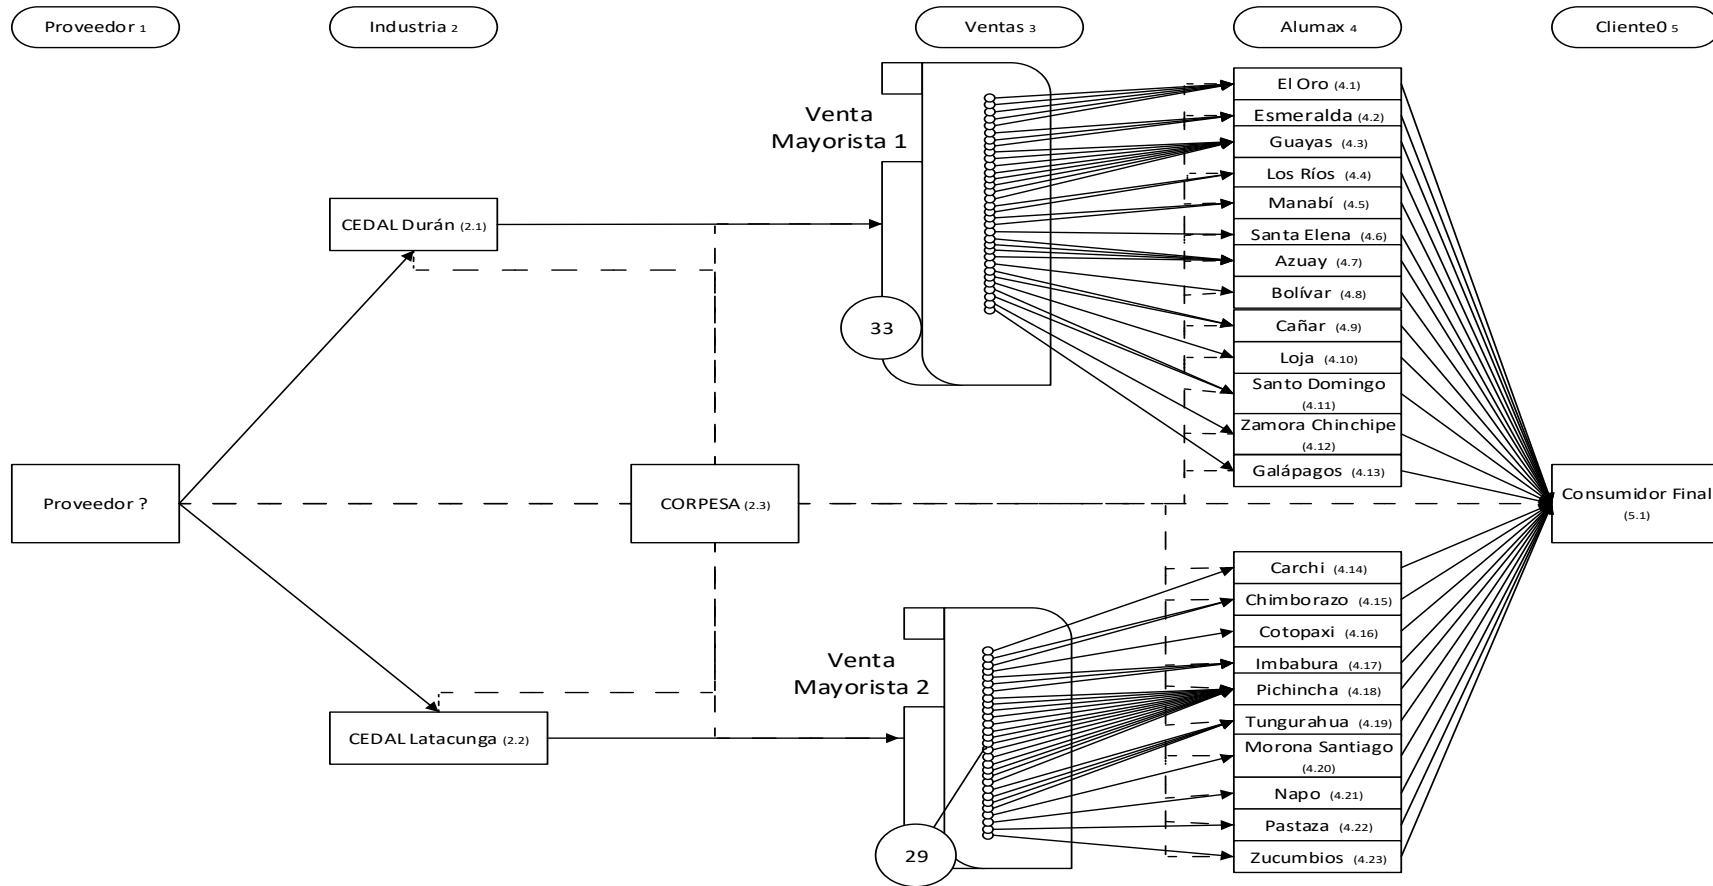 Proveedor 1
Industria 2
Ventas 3
Alumax 4
Cliente0 5
Venta
Mayorista 1
33
CEDAL Durán (2.1)
El Oro (4.1)
Esmeralda (4.2)
Guayas (4.3)
Los Ríos (4.4)
Manabí (4.5)
Santa Elena (4.6)
Azuay (4.7)
Bolívar (4.8)
Cañar (4.9)
Loja (4.10)
Santo Domingo
(4.11)
Zamora Chinchipe
(4.12)
Galápagos (4.13)
Proveedor ?
CORPESA (2.3)
Consumidor Final
(5.1)
CEDAL Latacunga (2.2)
Venta
Mayorista 2
29
Carchi (4.14)
Chimborazo (4.15)
Cotopaxi (4.16)
Imbabura (4.17)
Pichincha (4.18)
Tungurahua (4.19)
Morona Santiago
(4.20)
Napo (4.21)
Pastaza (4.22)
Zucumbios (4.23)